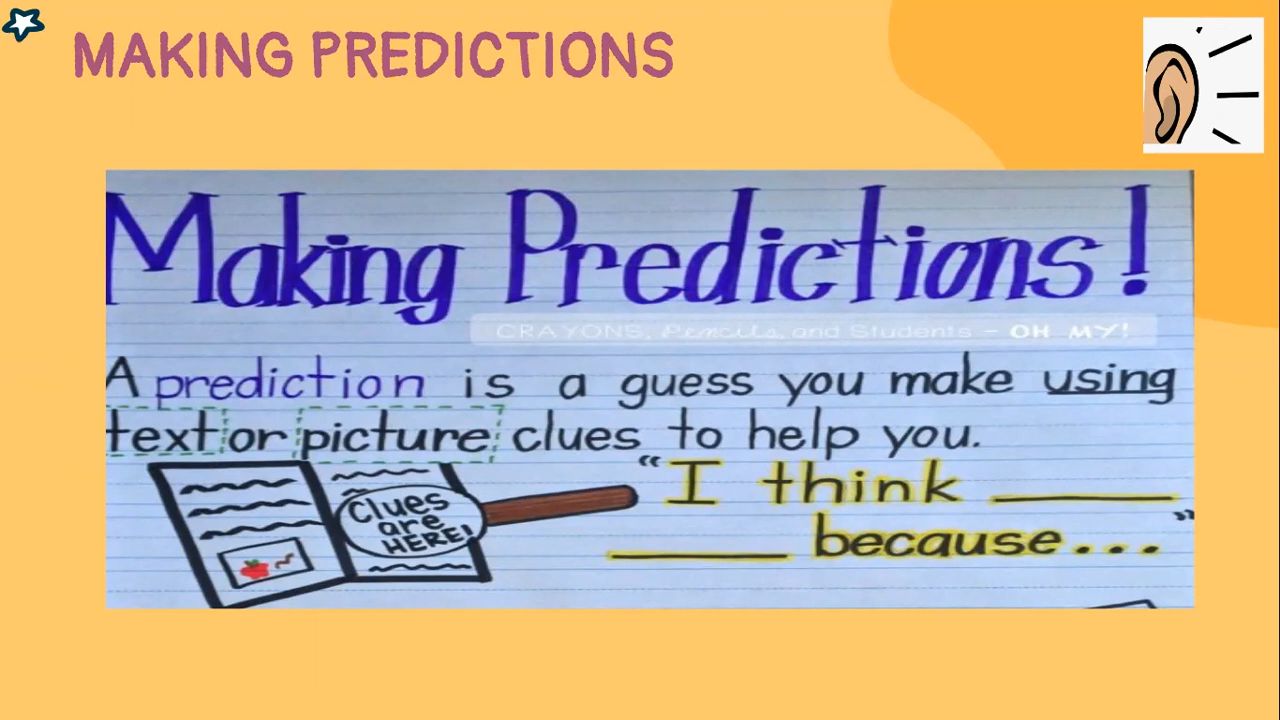 MAKING PREDICTIONS
Making Predictions!
CRAYONS, Pencils, and Students - OH MY!
A prediction is a guess you make using
text or picture clues to help you.
Clues
are
HERE!
"I think ______
______ because..."